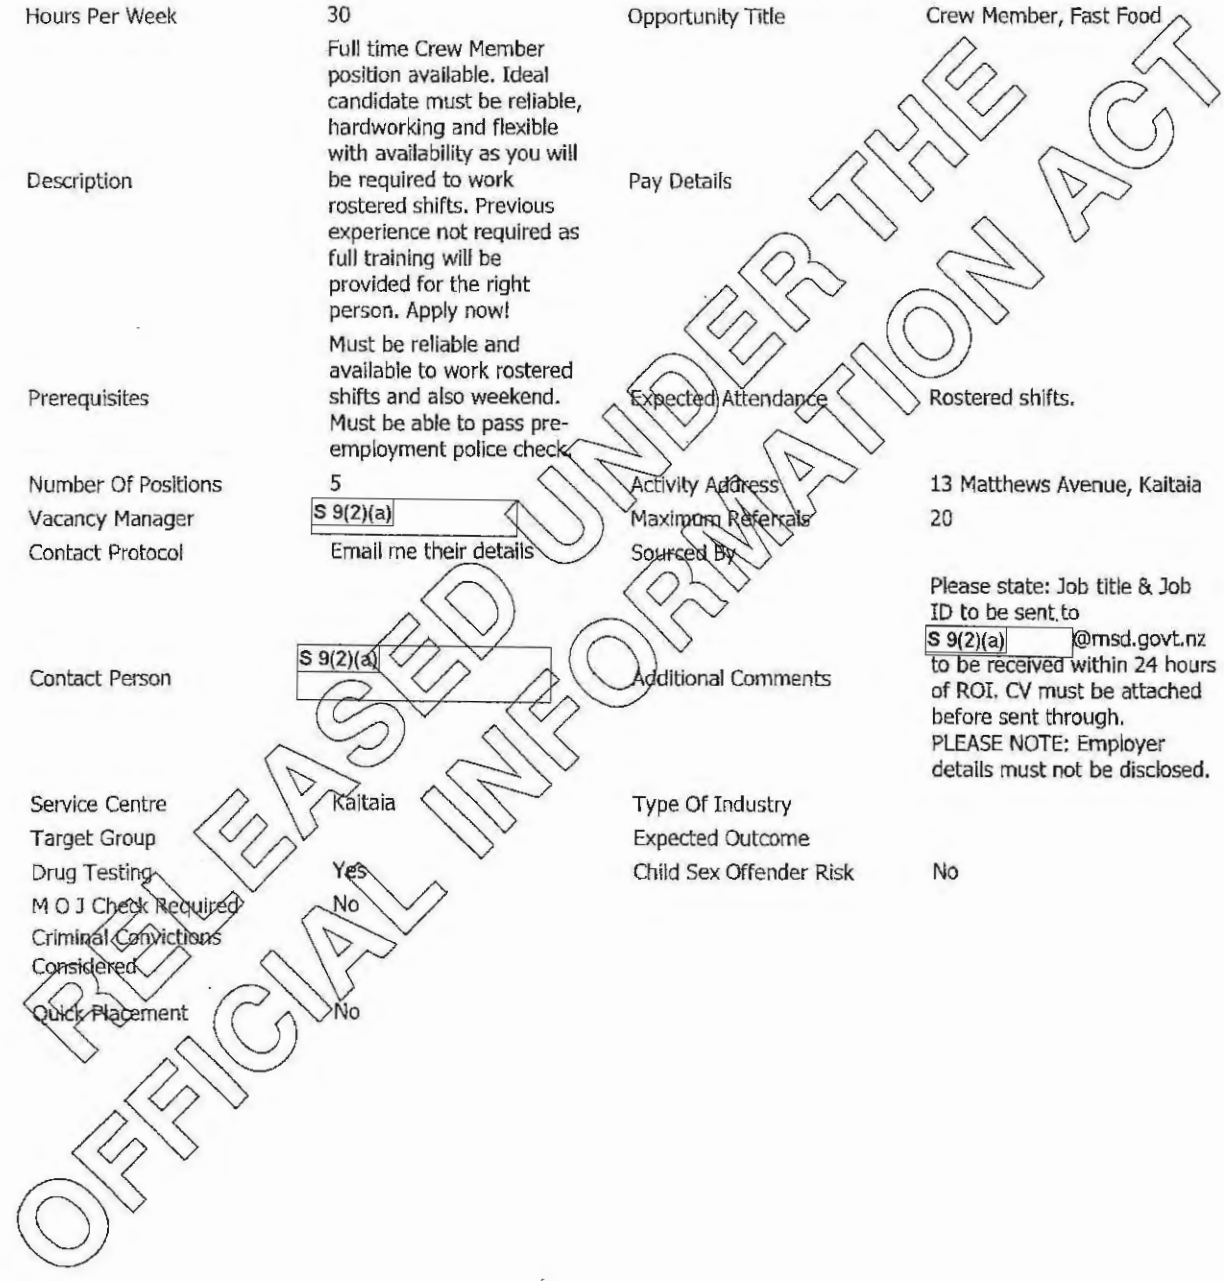 Hours Per Week
30
Opportunity Title
Crew Member, Fast Food
Description
Full time Crew Member
position available. Ideal
candidate must be reliable,
hardworking and flexible
with availability as you will
be required to work
rostered shifts. Previous
experience not required as
full training will be
provided for the right
person. Apply now!
Pay Details
Prerequisites
Must be reliable and
available to work rostered
shifts and also weekend.
Must be able to pass pre-
employment police check.
Expected Attendance
Rostered shifts.
Number Of Positions
5
Activity Address
13 Matthews Avenue, Kaitaia
Vacancy Manager
S 9(2)(a)
Maximum Referrals
20
Contact Protocol
Email me their details
Sourced By
Contact Person
S 9(2)(a)
Additional Comments
Please state: Job title & Job
ID to be sent to
S 9(2)(a) @msd.govt.nz
to be received within 24 hours
of ROI. CV must be attached
before sent through.
PLEASE NOTE: Employer
details must not be disclosed.
Service Centre
Kaitaia
Type Of Industry
Target Group
Expected Outcome
Drug Testing
Yes
Child Sex Offender Risk
No
M O J Check Required
No
Criminal Convictions
Considered
Quick Placement
No
RELEASED UNDER THE
OFFICIAL INFORMATION ACT